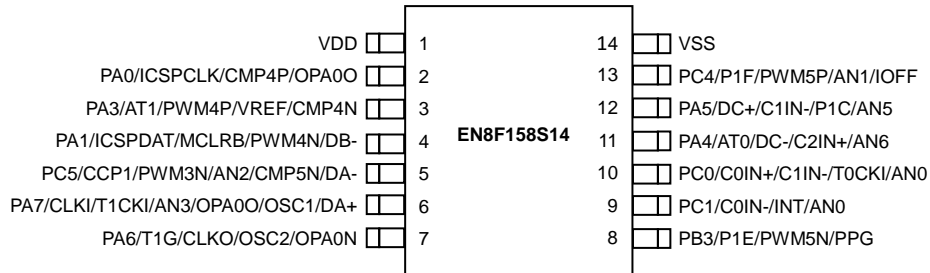 VDD 1 14 VSS
PA0/ICSPCLK/CMP4P/OPA0O 2 13 PC4/P1F/PWM5P/AN1/IOFF
PA3/AT1/PWM4P/VREF/CMP4N 3 12 PA5/DC+/C1IN-/P1C/AN5
PA1/ICSPDAT/MCLRB/PWM4N/DB- 4 EN8F158S14 11 PA4/AT0/DC-/C2IN+/AN6
PC5/CCP1/PWM3N/AN2/CMP5N/DA- 5 10 PC0/C0IN+/C1IN-/T0CKI/AN0
PA7/CLKI/T1CKI/AN3/OPA0O/OSC1/DA+ 6 9 PC1/C0IN-/INT/AN0
PA6/T1G/CLKO/OSC2/OPA0N 7 8 PB3/P1E/PWM5N/PPG